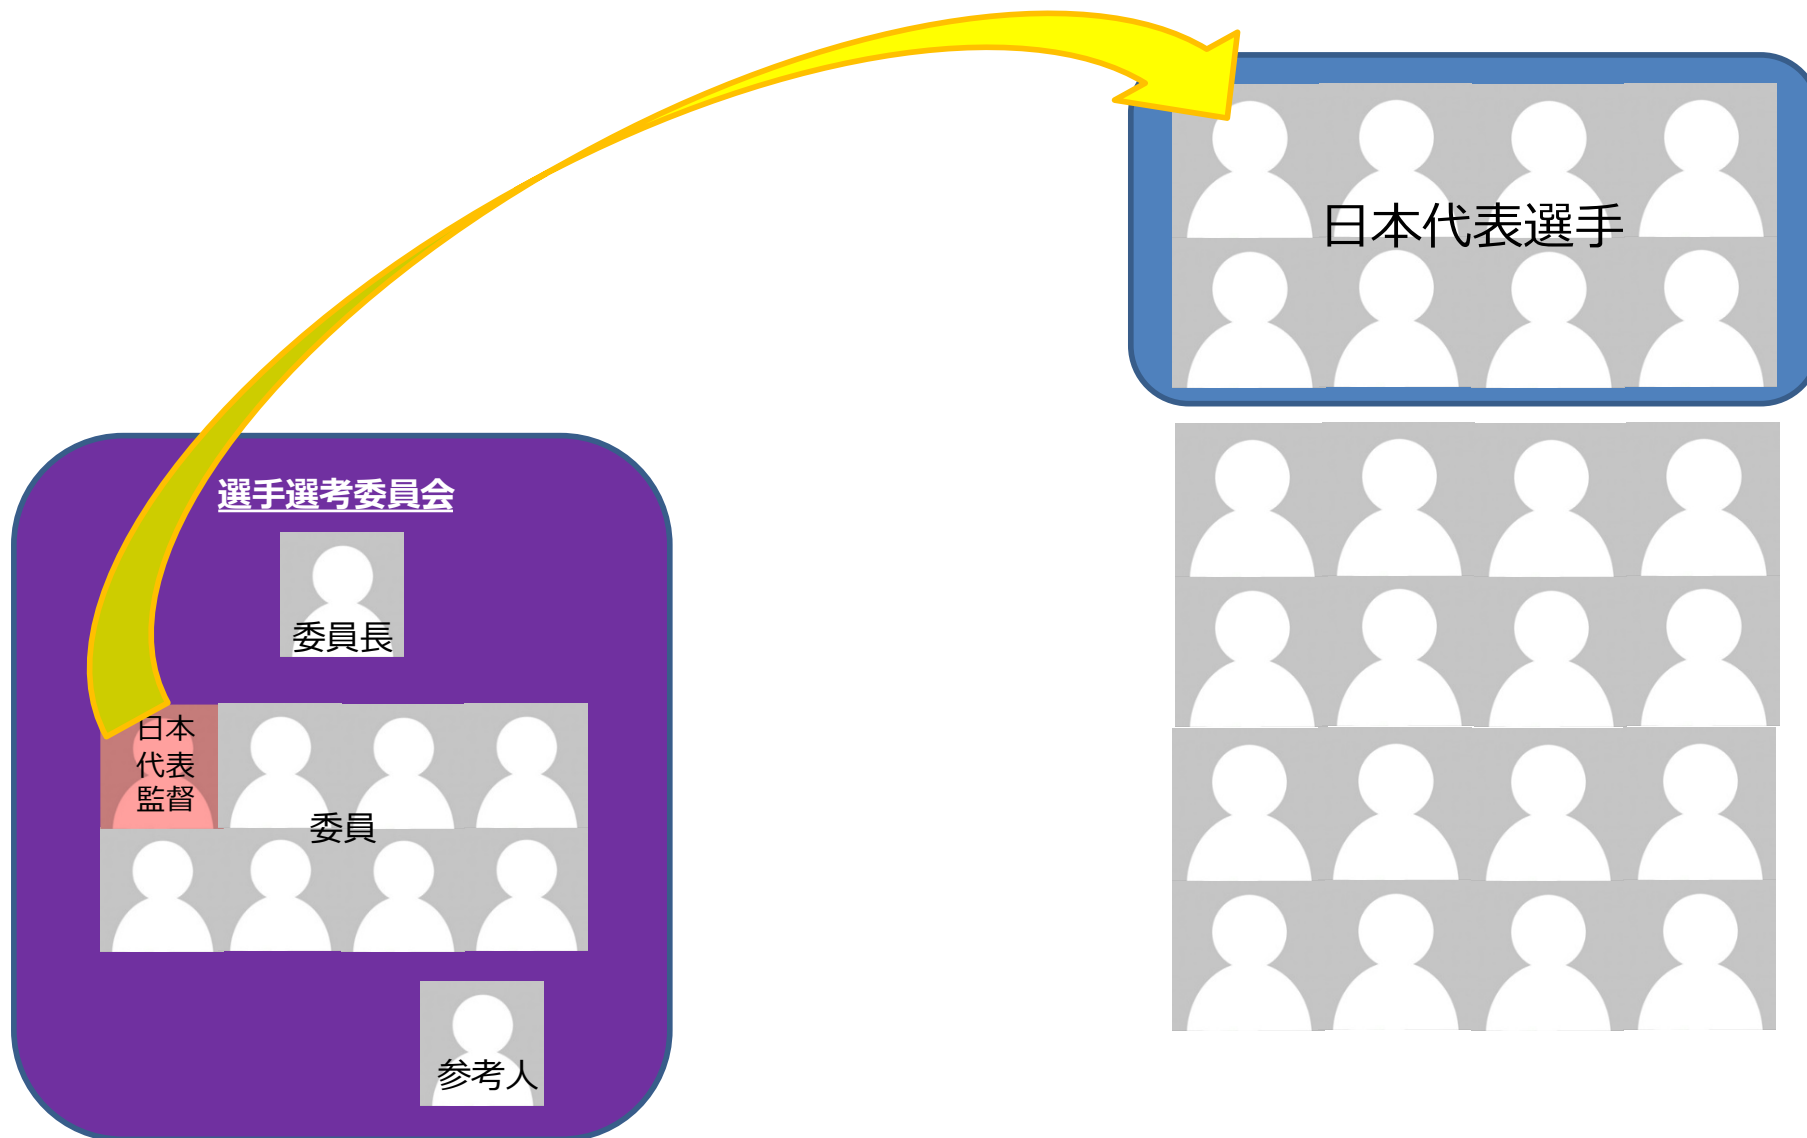 日本代表選手
選手選考委員会
委員長
日本
代表
監督
委員
参考人